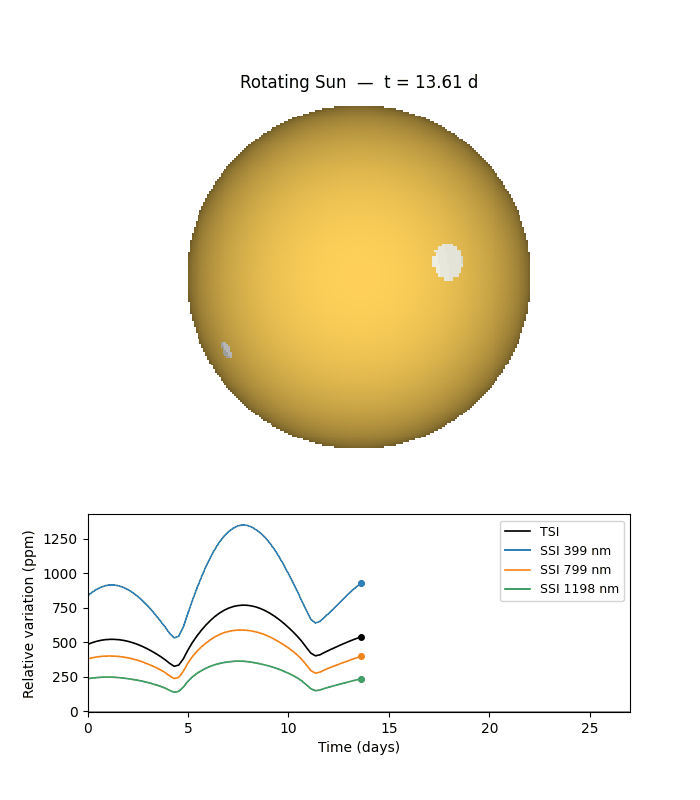 Rotating Sun — t = 13.61 d
Relative variation (ppm)
1250
1000
750
500
250
0
TSI
SSI 399 nm
SSI 799 nm
SSI 1198 nm
0 5 10 15 20 25
Time (days)